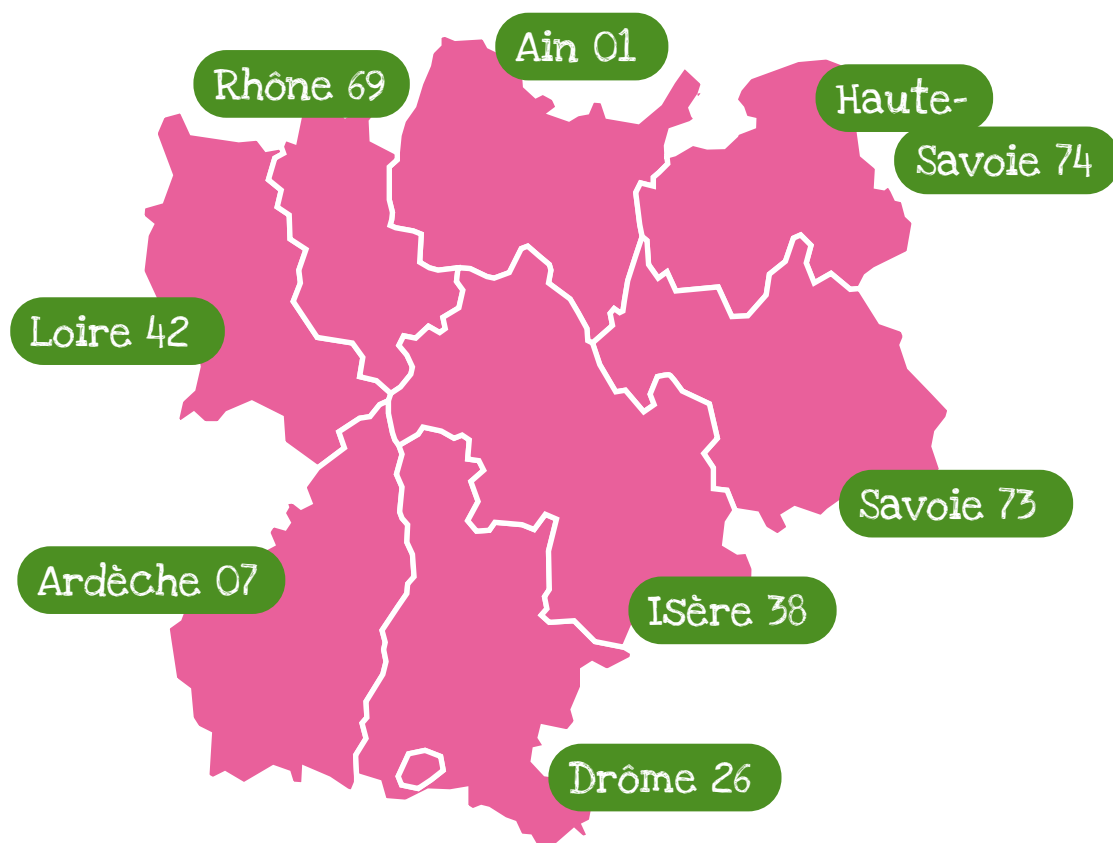 Ain 01
Rhône 69
Haute-
Savoie 74
Loire 42
Savoie 73
Ardèche 07
Isère 38
Drôme 26